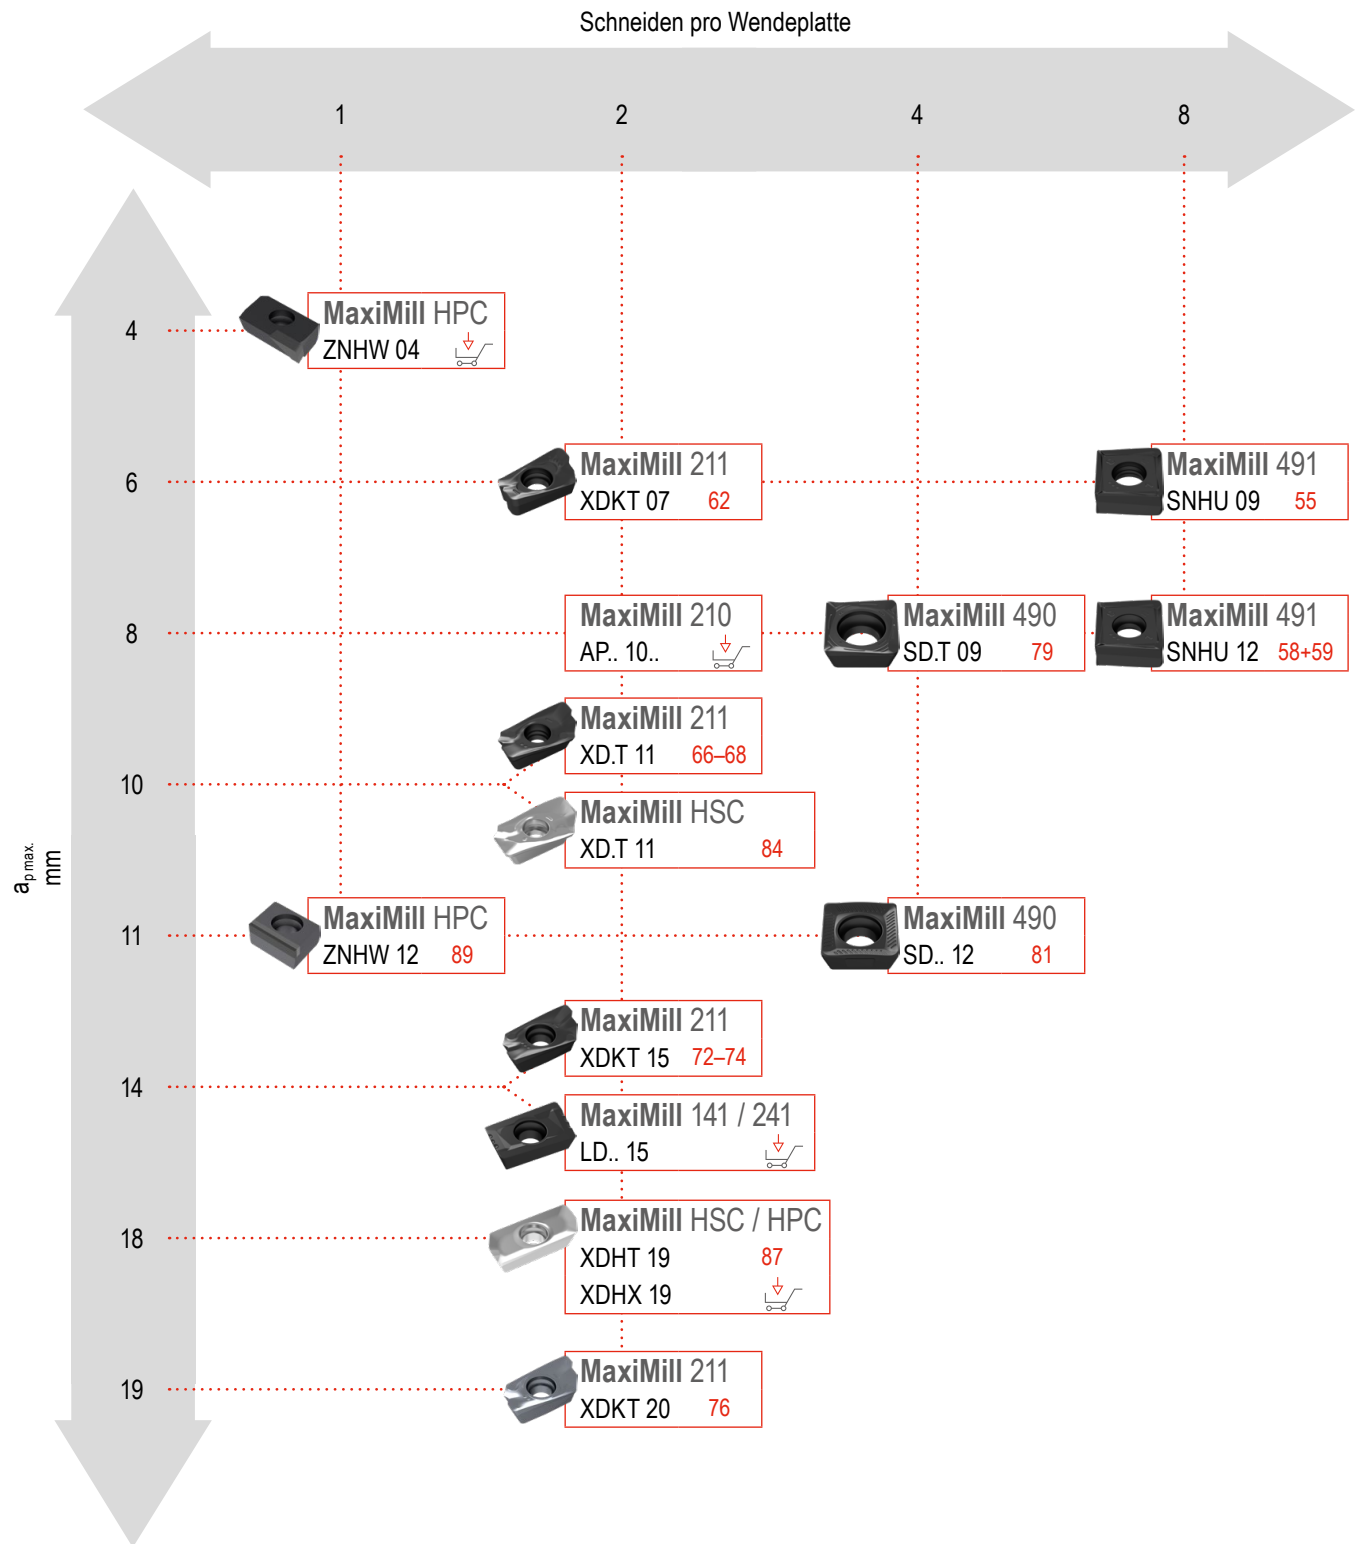 Schneiden pro Wendeplatte
1 2 4 8
4
MaxiMill HPC
ZNHW 04
6
MaxiMill 211
XDKT 07 62
MaxiMill 491
SNHU 09 55
8
MaxiMill 210
AP.. 10..
MaxiMill 490
SD.T 09 79
MaxiMill 491
SNHU 12 58+59
MaxiMill 211
XD.T 11 66–68
10
MaxiMill HSC
XD.T 11 84
ap max.
mm
11
MaxiMill HPC
ZNHW 12 89
MaxiMill 490
SD.. 12 81
MaxiMill 211
XDKT 15 72–74
14
MaxiMill 141 / 241
LD.. 15
18
MaxiMill HSC / HPC
XDHT 19 87
XDHX 19
19
MaxiMill 211
XDKT 20 76